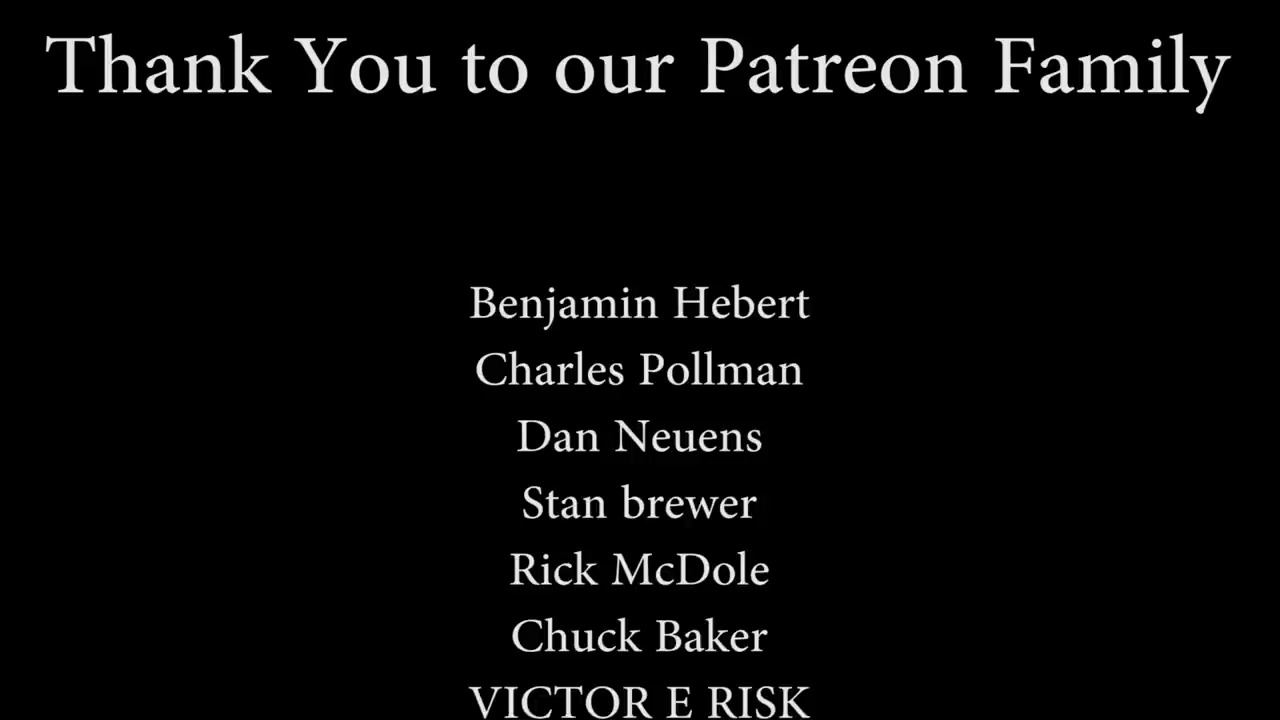 Thank You to our Patreon Family
Benjamin Hebert
Charles Pollman
Dan Neuens
Stan brewer
Rick McDole
Chuck Baker
VICTOR E RISK